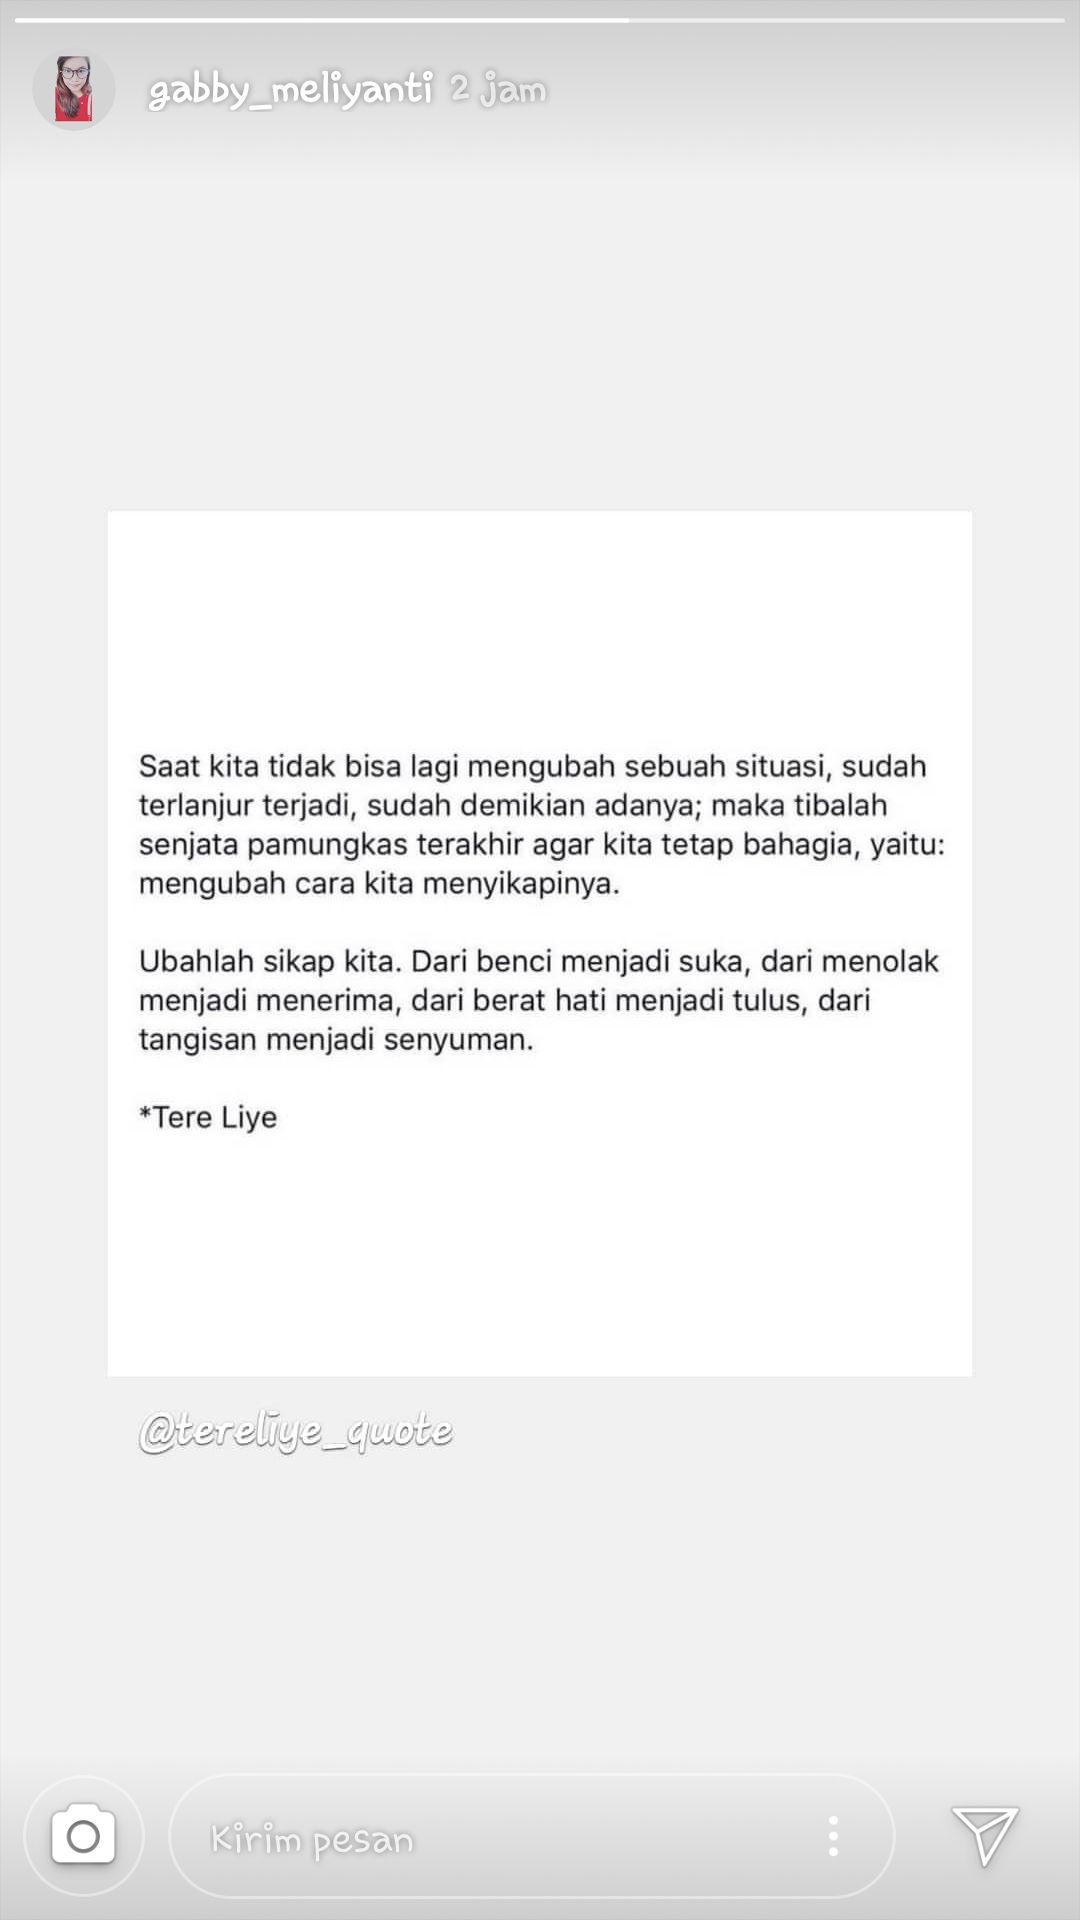 gabby_meliyanti 2 jam
Saat kita tidak bisa lagi mengubah sebuah situasi, sudah
terlanjur terjadi, sudah demikian adanya; maka tibalah
senjata pamungkas terakhir agar kita tetap bahagia, yaitu:
mengubah cara kita menyikapinya.
Ubahlah sikap kita. Dari benci menjadi suka, dari menolak
menjadi menerima, dari berat hati menjadi tulus, dari
tangisan menjadi senyuman.
*Tere Liye
@tereliye_quote
Kirim pesan